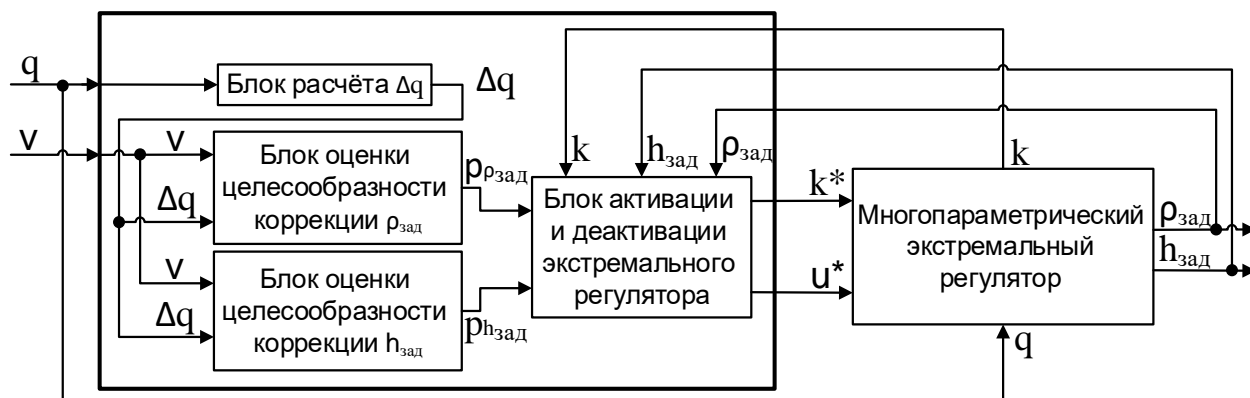 q
Блок расчёта Δq
Δq
v
v
Блок оценки
целесообразности
коррекции ρзад
Δq
pρзад
v
Блок оценки
целесообразности
коррекции hзад
Δq
phзад
k
hзад
ρзад
Блок активации
и деактивации
экстремального
регулятора
k*
u*
k
Многопараметрический
экстремальный
регулятор
ρзад
hзад
q